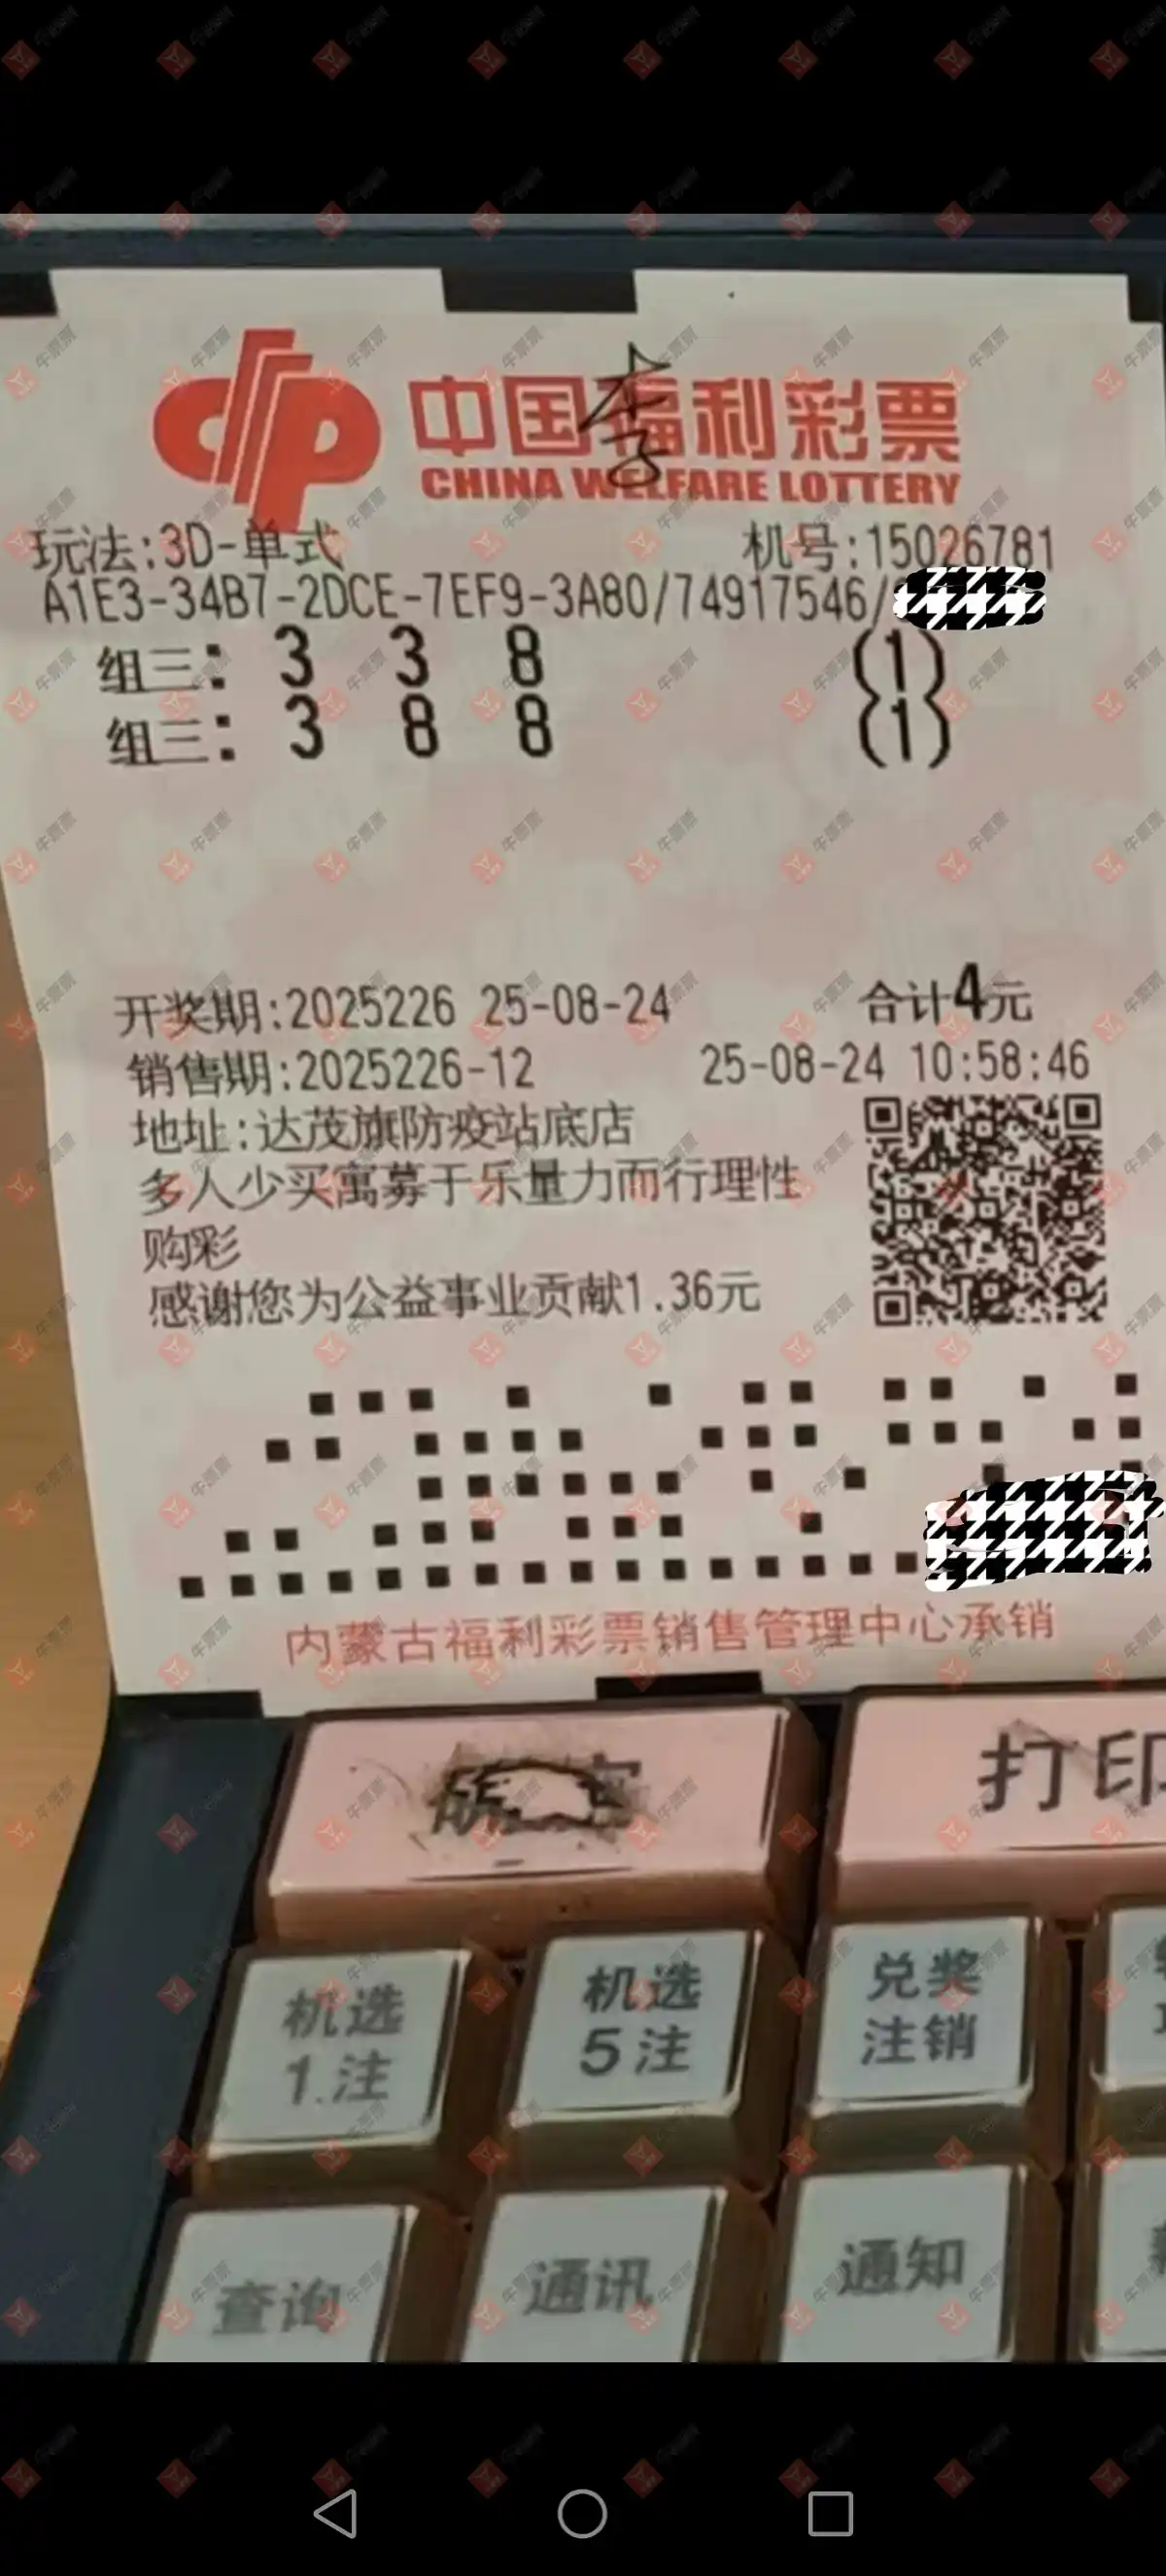 中国福利彩票
李
CHINA WELFARE LOTTERY
玩法:3D-单式 机号:15026781
A1E3-34B7-2DCE-7EF9-3A80/74917546/
组三: 3 3 8 (1)
组三: 3 8 8 (1)
开奖期:2025226 25-08-24 合计4元
销售期:2025226-12 25-08-24 10:58:46
地址:达茂旗防疫站底店
多人少买寓募于乐量力而行理性
购彩
感谢您为公益事业贡献1.36元
内蒙古福利彩票销售管理中心承销
打印
机选 机选 兑奖
1.注 5注 注销
查询 通讯 通知
牛票票